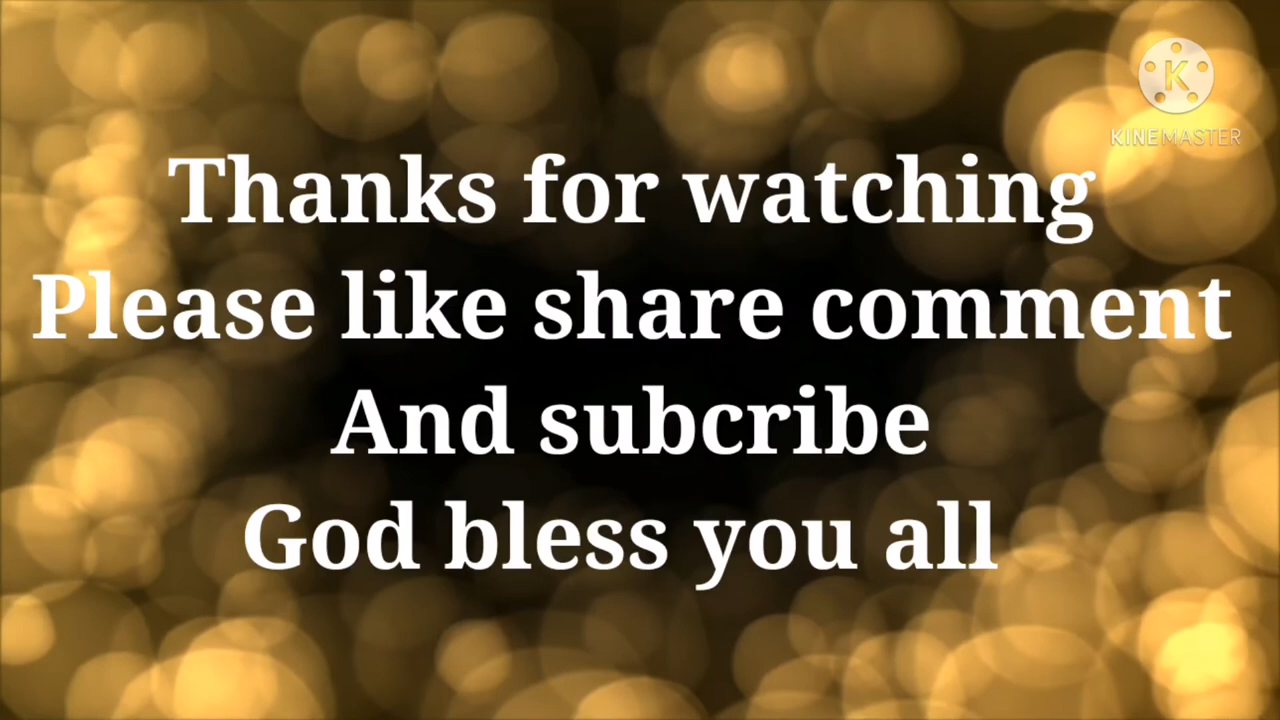 K
KINEMASTER
Thanks for watching
Please like share comment
And subcribe
God bless you all